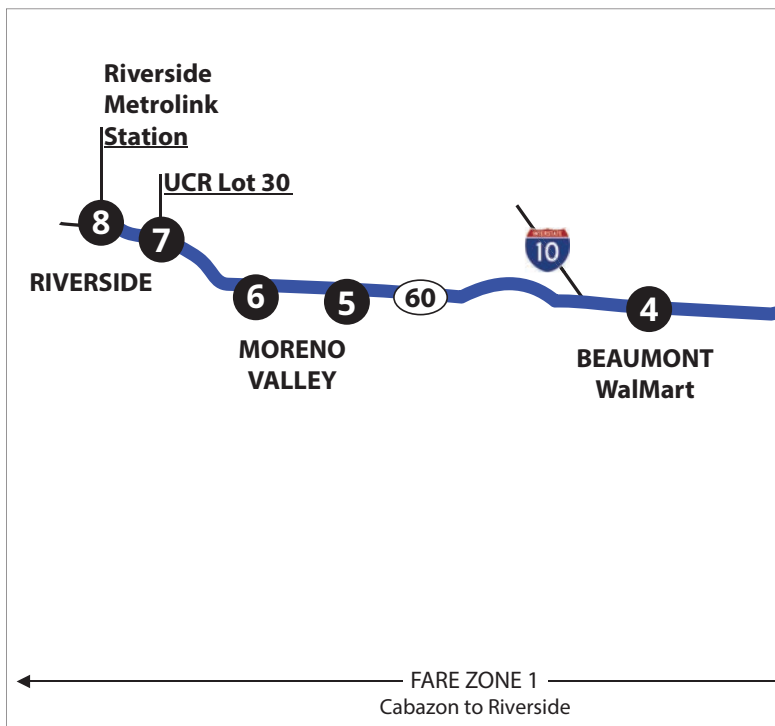 Riverside
Metrolink
Station
UCR Lot 30
8
7
RIVERSIDE
6
5
60
MORENO
VALLEY
INTERSTATE
10
4
BEAUMONT
WalMart
FARE ZONE 1
Cabazon to Riverside